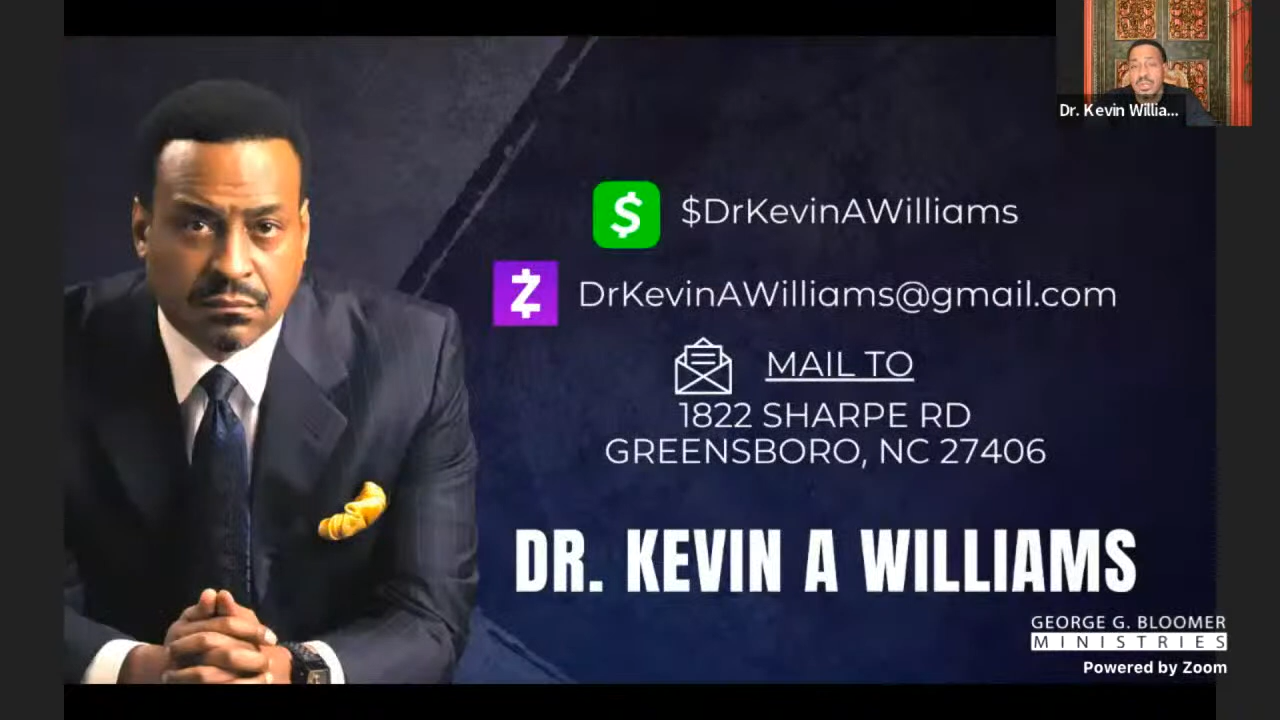 Dr. Kevin Willia...
$DrKevinAWilliams
DrKevinAWilliams@gmail.com
MAIL TO
1822 SHARPE RD
GREENSBORO, NC 27406
DR. KEVIN A WILLIAMS
GEORGE G. BLOOMER
MINISTRIES
Powered by Zoom